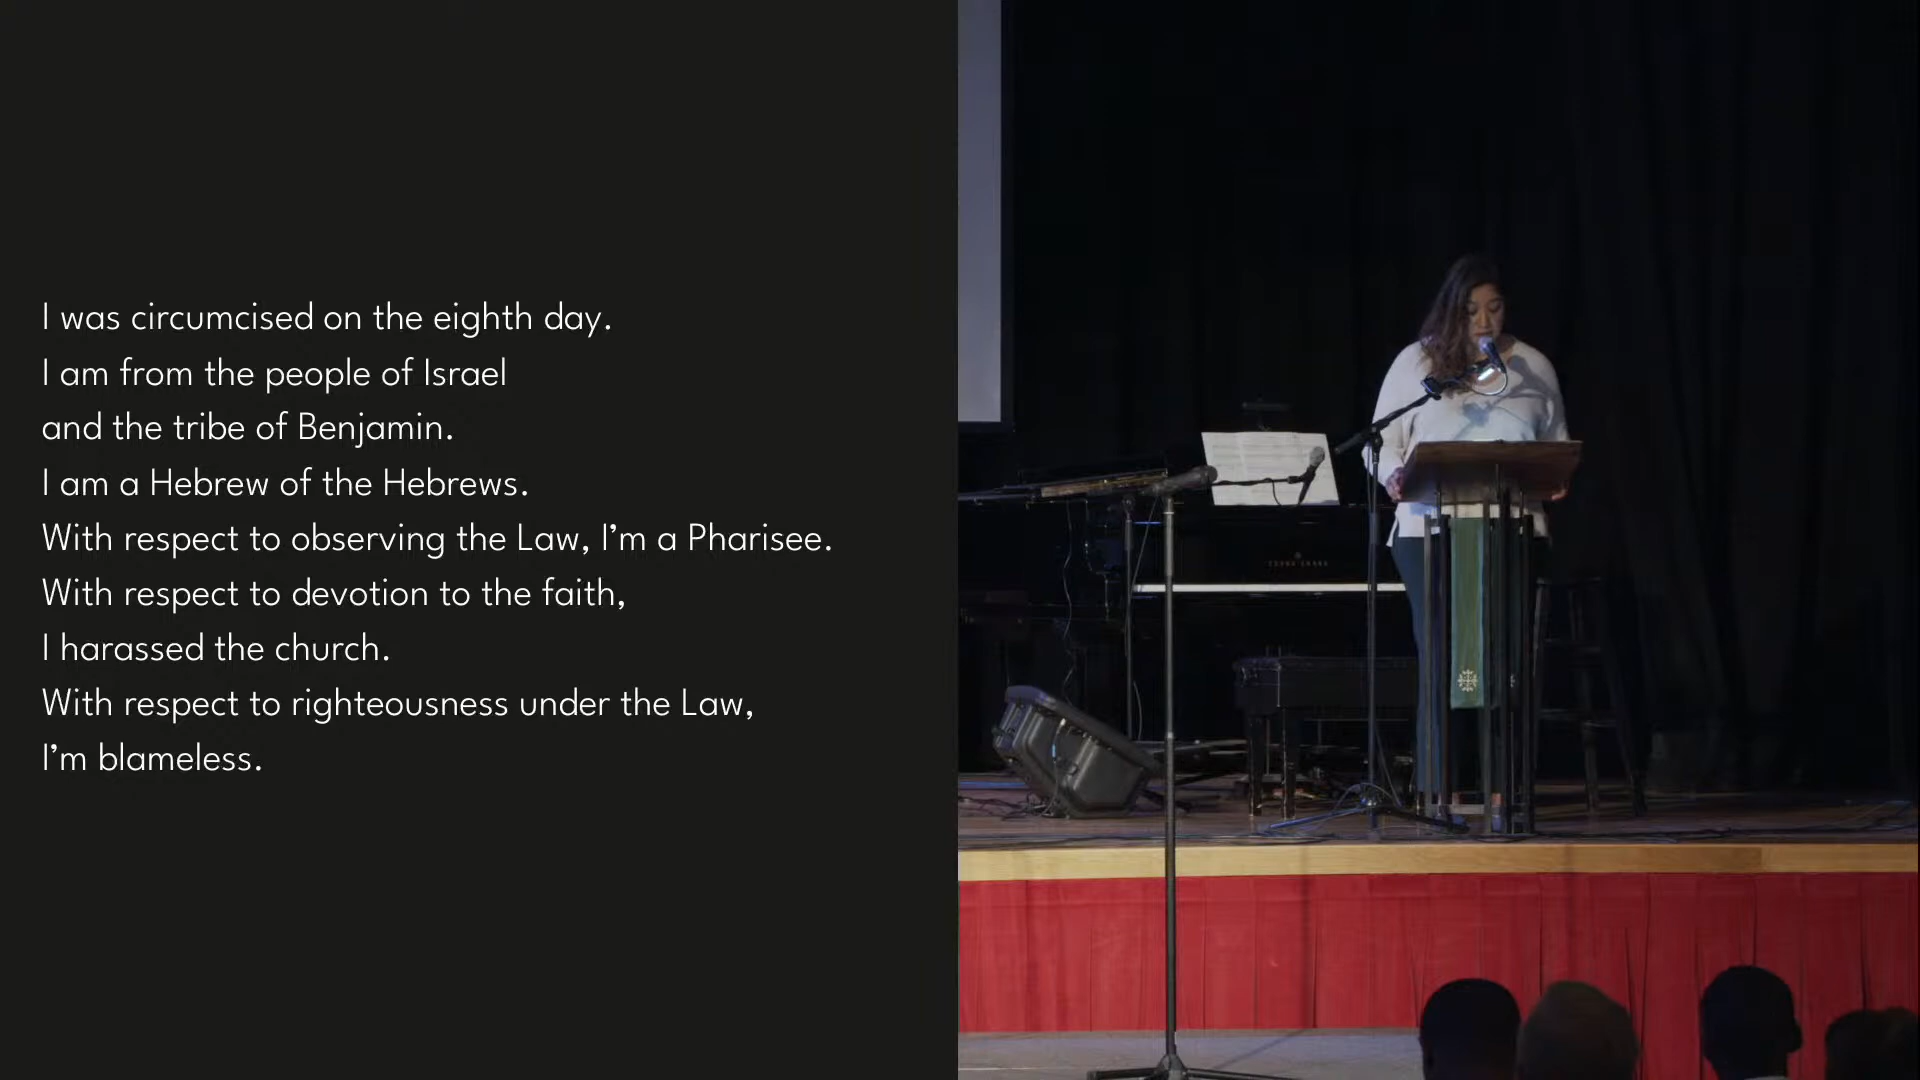 I was circumcised on the eighth day.
I am from the people of Israel
and the tribe of Benjamin.
I am a Hebrew of the Hebrews.
With respect to observing the Law, I’m a Pharisee.
With respect to devotion to the faith,
I harassed the church.
With respect to righteousness under the Law,
I’m blameless.